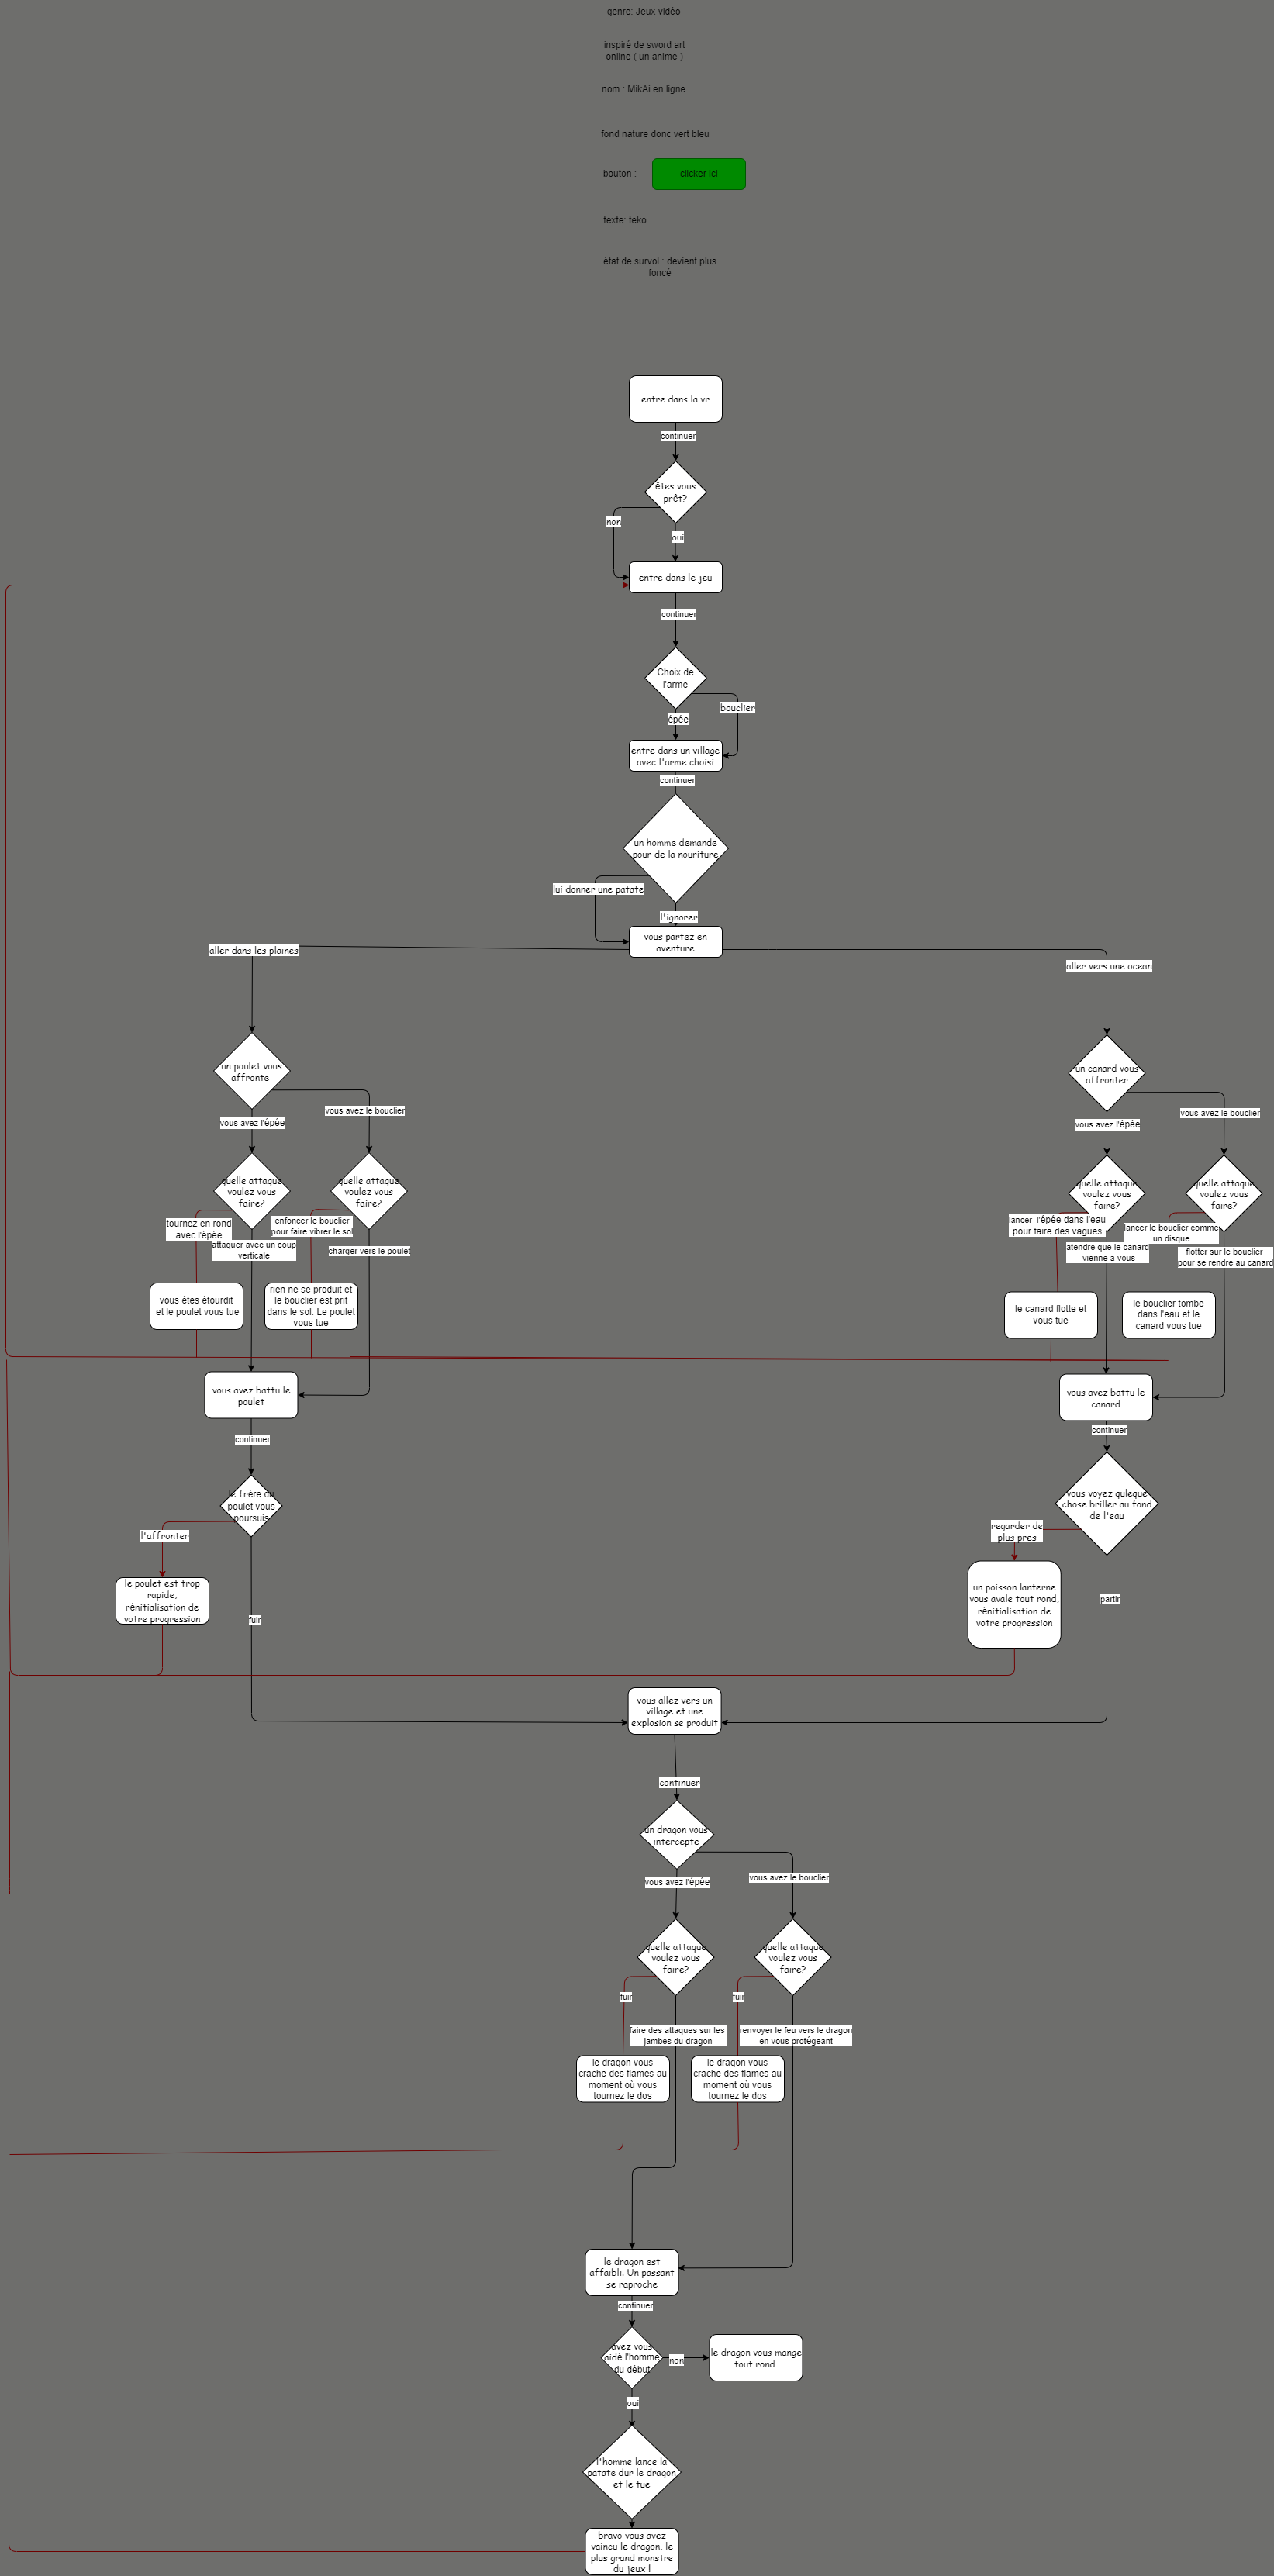 genre: Jeux vidéo
inspiré de sword art
online ( un anime )
nom : MikAi en ligne
fond nature donc vert bleu
bouton :
clicker ici
texte: teko
état de survol : devient plus
foncé
entre dans la vr
continuer
êtes vous
prêt?
non
oui
entre dans le jeu
continuer
Choix de
l'arme
bouclier
épée
entre dans un village
avec l'arme choisi
continuer
un homme demande
pour de la nouriture
lui donner une patate
l'ignorer
vous partez en
aventure
aller dans les plaines
aller vers une ocean
un poulet vous
affronte
un canard vous
affronter
vous avez le bouclier
vous avez l'épée
vous avez le bouclier
vous avez l'épée
quelle attaque
voulez vous
faire?
quelle attaque
voulez vous
faire?
quelle attaque
voulez vous
faire?
quelle attaque
voulez vous
faire?
tournez en rond
avec l'épée
enfoncer le bouclier
pour faire vibrer le sol
attaquer avec un coup
verticale
charger vers le poulet
lancer l'épée dans l'eau
pour faire des vagues
lancer le bouclier comme
un disque
atendre que le canard
vienne a vous
flotter sur le bouclier
pour se rendre au canard
vous êtes étourdit
et le poulet vous tue
rien ne se produit et
le bouclier est prit
dans le sol. Le poulet
vous tue
le canard flotte et
vous tue
le bouclier tombe
dans l'eau et le
canard vous tue
vous avez battu le
poulet
vous avez battu le
canard
continuer
continuer
le frère du
poulet vous
poursuis
vous voyez quleque
chose briller au fond
de l'eau
l'affronter
regarder de
plus pres
le poulet est trop
rapide,
rénitialisation de
votre progression
un poisson lanterne
vous avale tout rond,
rénitialisation de
votre progression
fuir
partir
vous allez vers un
village et une
explosion se produit
continuer
un dragon vous
intercepte
vous avez l'épée
vous avez le bouclier
quelle attaque
voulez vous
faire?
quelle attaque
voulez vous
faire?
fuir
fuir
faire des attaques sur les
jambes du dragon
renvoyer le feu vers le dragon
en vous protégeant
le dragon vous
crache des flames au
moment où vous
tournez le dos
le dragon vous
crache des flames au
moment où vous
tournez le dos
le dragon est
affaibli. Un passant
se raproche
continuer
avez vous
aidé l'homme
du début
non
le dragon vous mange
tout rond
oui
l'homme lance la
patate dur le dragon
et le tue
bravo vous avez
vaincu le dragon, le
plus grand monstre
du jeux !